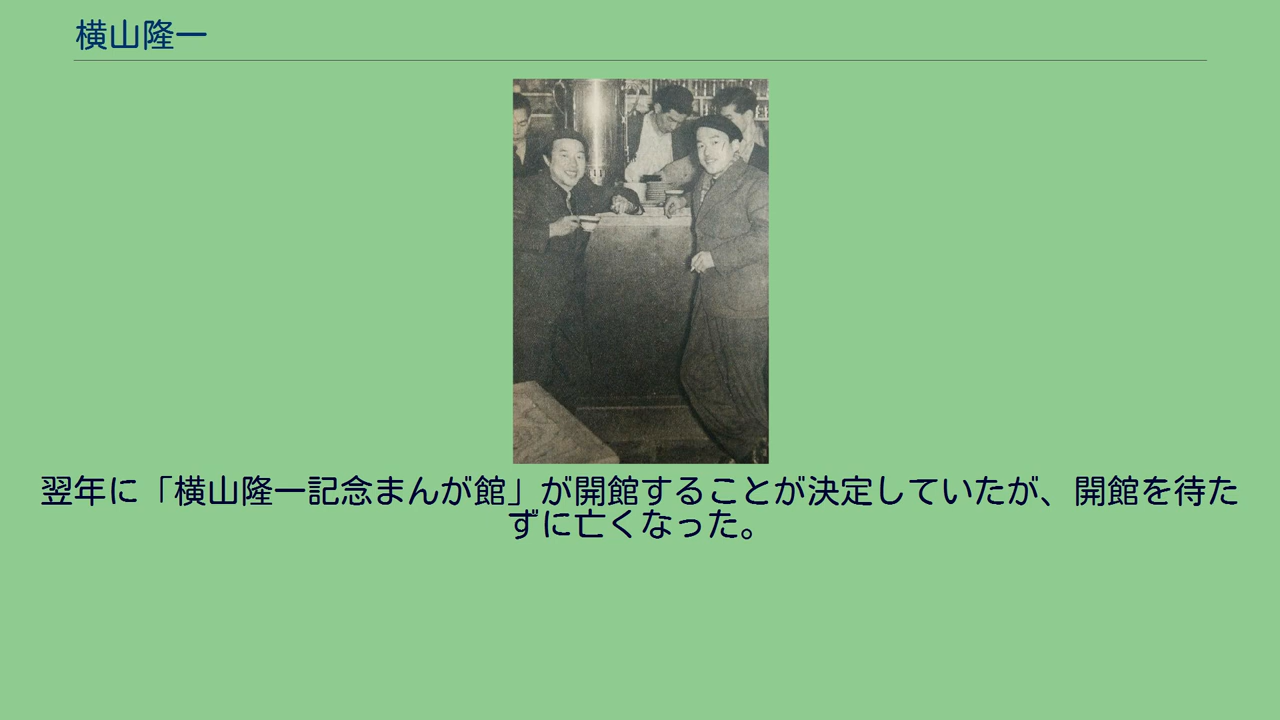 横山隆一
翌年に「横山隆一記念まんが館」が開館することが決定していたが、開館を待た
ずに亡くなった。